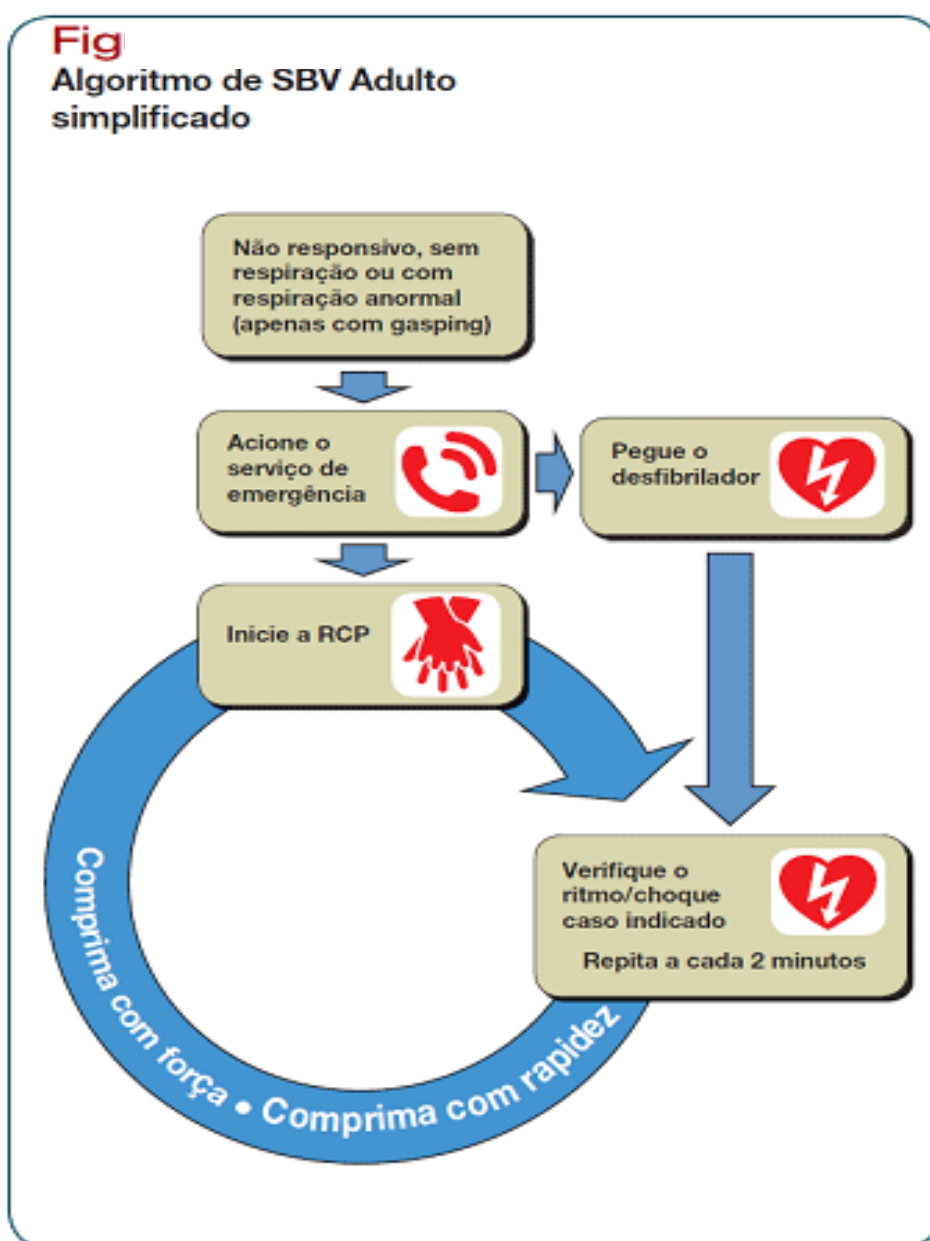 Fig
Algoritmo de SBV Adulto
simplificado
Não responsivo, sem
respiração ou com
respiração anormal
(apenas com gasping)
Acione o
serviço de
emergência
Pegue o
desfibrilador
Inicie a RCP
Verifique o
ritmo/choque
caso indicado
Repita a cada 2 minutos
Comprima com força • Comprima com rapidez